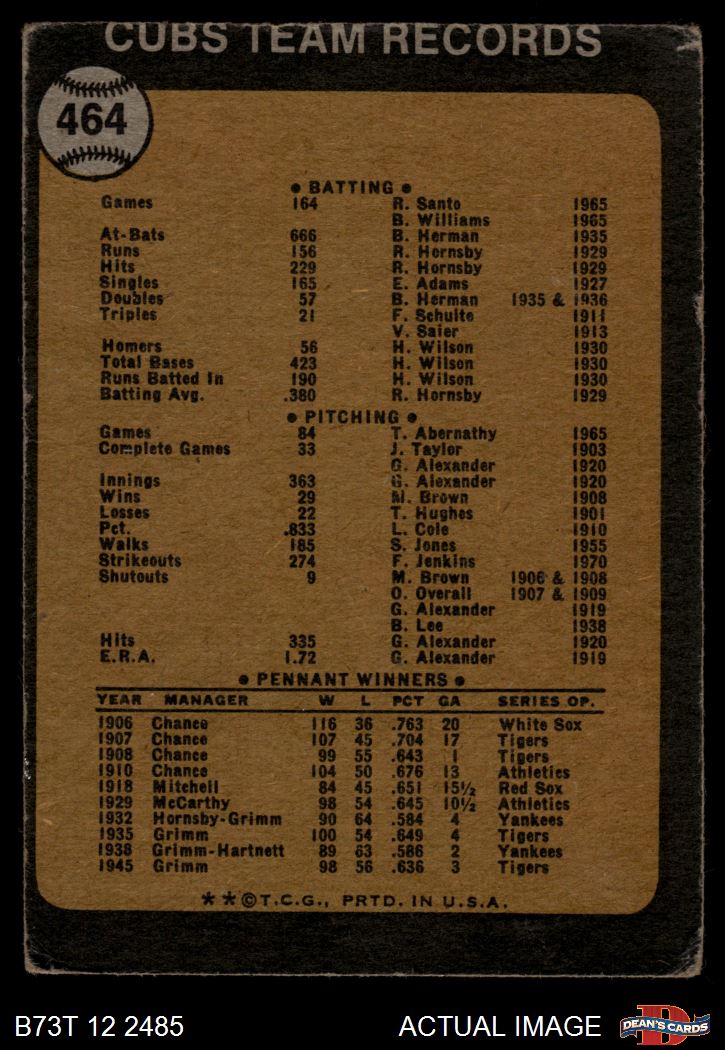 CUBS TEAM RECORDS
464
● BATTING ●
Games 164 R. Santo 1965
B. Williams 1965
At-Bats 666 B. Herman 1935
Runs 156 R. Hornsby 1929
Hits 229 R. Hornsby 1929
Singles 165 E. Adams 1927
Doubles 57 B. Herman 1935 & 1936
Triples 21 F. Schulte 1911
V. Saier 1913
Homers 56 H. Wilson 1930
Total Bases 423 H. Wilson 1930
Runs Batted In 190 H. Wilson 1930
Batting Avg. .380 R. Hornsby 1929
● PITCHING ●
Games 84 T. Abernathy 1965
Complete Games 33 J. Taylor 1903
G. Alexander 1920
Innings 363 G. Alexander 1920
Wins 29 M. Brown 1908
Losses 22 T. Hughes 1901
Pct. .833 L. Cole 1910
Walks 185 S. Jones 1955
Strikeouts 274 F. Jenkins 1970
Shutouts 9 M. Brown 1906 & 1908
O. Overall 1907 & 1909
G. Alexander 1919
B. Lee 1938
Hits 335 G. Alexander 1920
E.R.A. 1.72 G. Alexander 1919
● PENNANT WINNERS ●
YEAR MANAGER W L PCT GA SERIES OP.
1906 Chance 116 36 .763 20 White Sox
1907 Chance 107 45 .704 17 Tigers
1908 Chance 99 55 .643 1 Tigers
1910 Chance 104 50 .676 13 Athletics
1918 Mitchell 84 45 .651 15½ Red Sox
1929 McCarthy 98 54 .645 10½ Athletics
1932 Hornsby-Grimm 90 64 .584 4 Yankees
1935 Grimm 100 54 .649 4 Tigers
1938 Grimm-Hartnett 89 63 .586 2 Yankees
1945 Grimm 98 56 .636 3 Tigers
**©T.C.G., PRTD. IN U.S.A.
B73T 12 2485 ACTUAL IMAGE
D DEAN'S CARDS